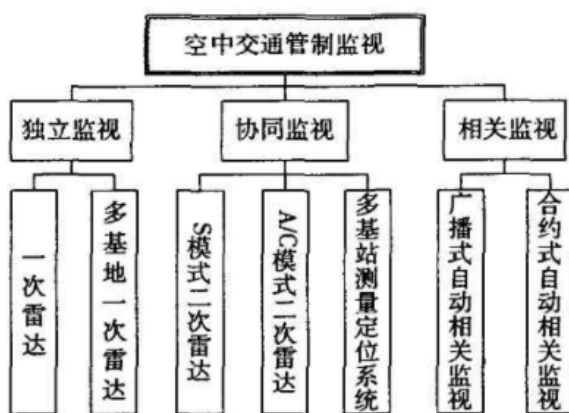 空中交通管制监视
独立监视
协同监视
相关监视
一次雷达
多基地一次雷达
S模式二次雷达
A/C模式二次雷达
多基站测量定位系统
广播式自动相关监视
合约式自动相关监视